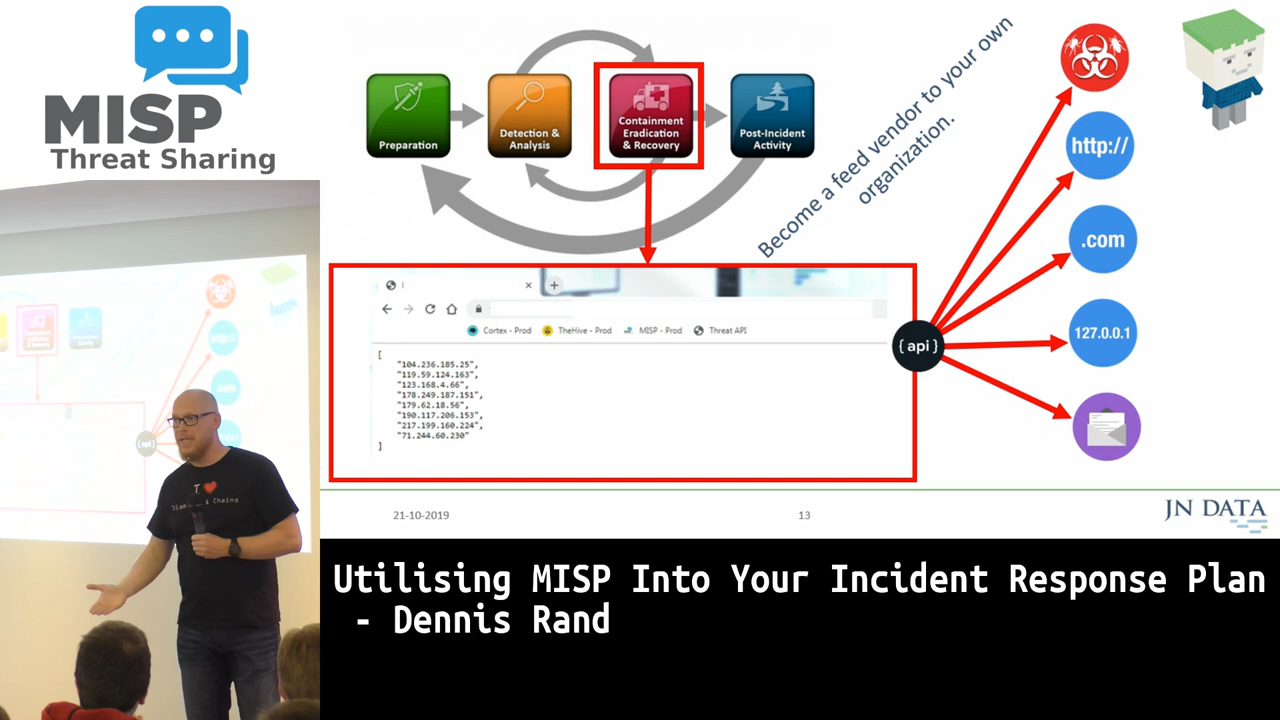 MISP
Threat Sharing
Preparation
Detection &
Analysis
Containment
Eradication
& Recovery
Post-Incident
Activity
Become a feed vendor to your own
organization.
http://
.com
127.0.0.1
{api}
Cortex - Prod TheHive - Prod MISP - Prod Threat API
[
"104.236.185.25",
"119.59.124.163",
"123.168.4.66",
"178.249.187.151",
"179.62.18.56",
"190.117.206.153",
"217.199.160.224",
"71.244.60.230"
]
21-10-2019
13
JN DATA
I ♥
& Chains
Utilising MISP Into Your Incident Response Plan
- Dennis Rand